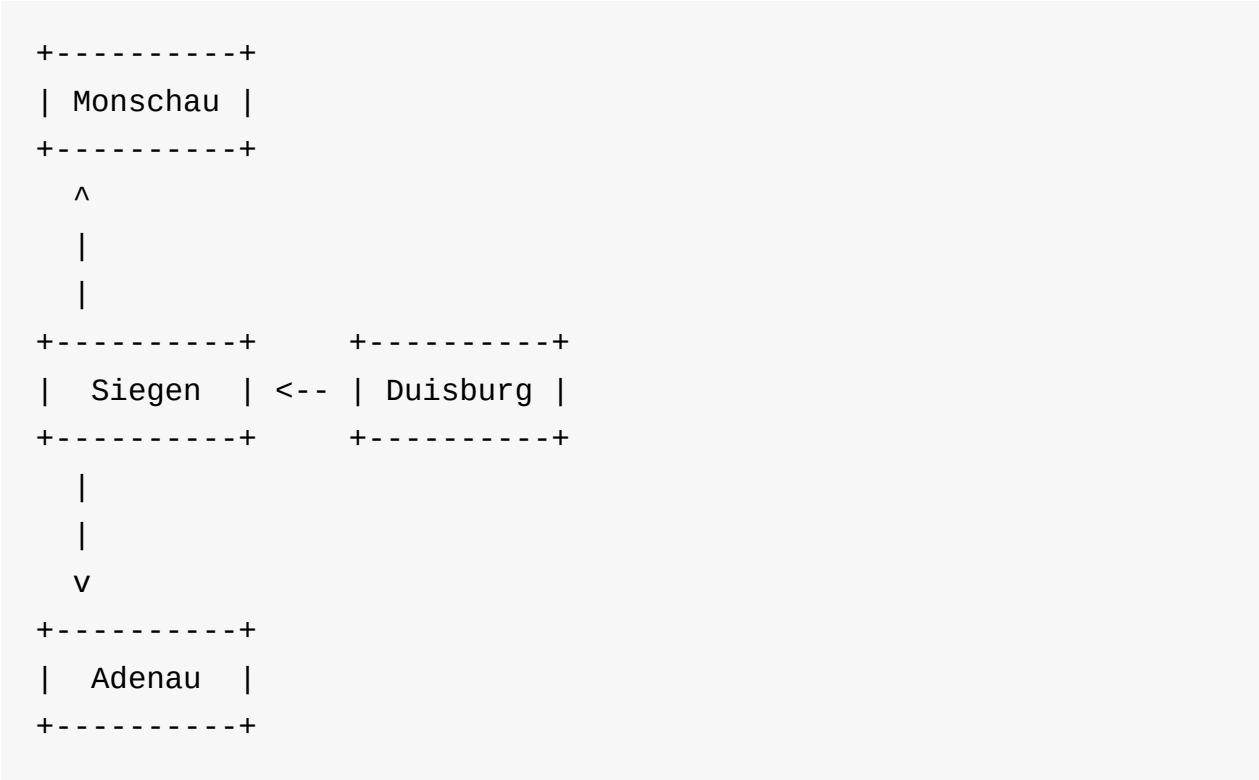 +----------+
| Monschau |
+----------+
  ^
  |
  |
+----------+     +----------+
|  Siegen  | <-- | Duisburg |
+----------+     +----------+
  |
  |
  v
+----------+
|  Adenau  |
+----------+